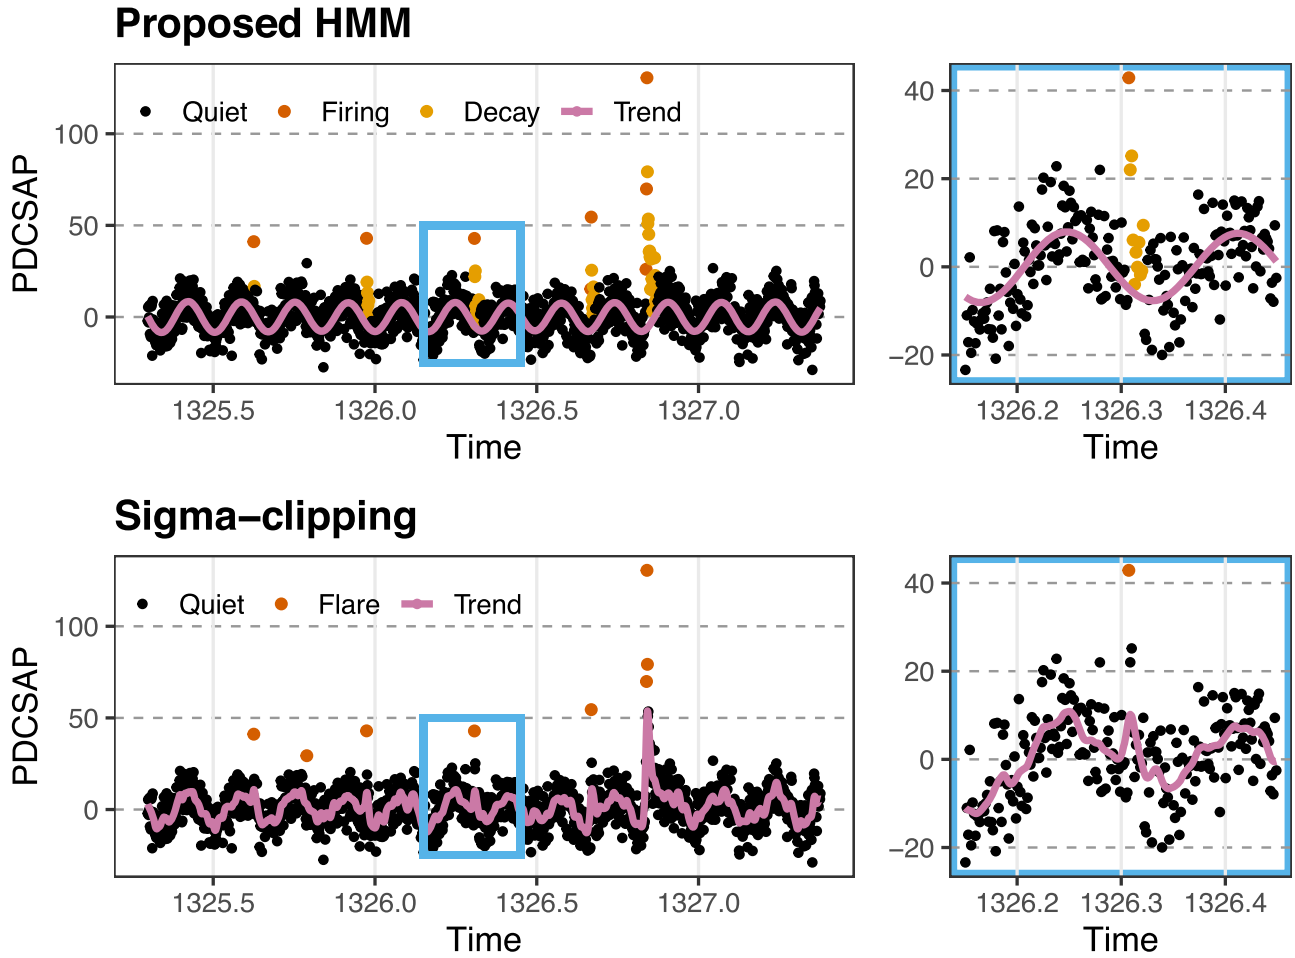 Proposed HMM
Quiet Firing Decay Trend
PDCSAP
100
50
0
1325.5 1326.0 1326.5 1327.0
Time
40
20
0
−20
1326.2 1326.3 1326.4
Time
Sigma−clipping
Quiet Flare Trend
PDCSAP
100
50
0
1325.5 1326.0 1326.5 1327.0
Time
40
20
0
−20
1326.2 1326.3 1326.4
Time